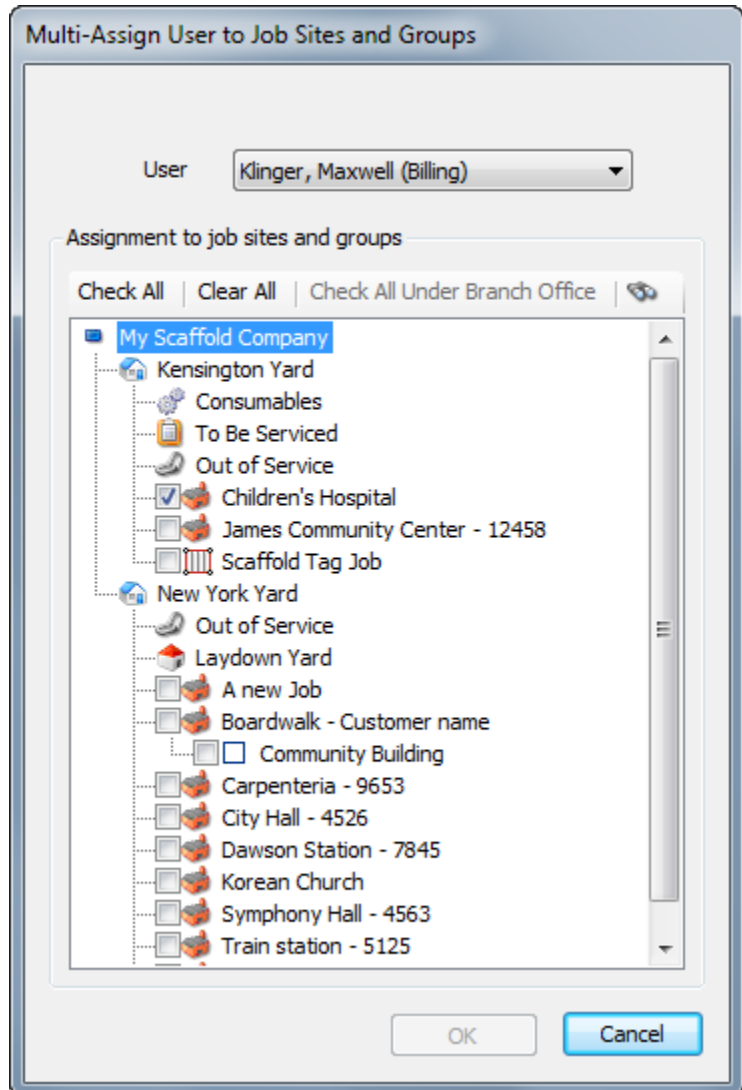 Multi-Assign User to Job Sites and Groups
User
Klinger, Maxwell (Billing)
Assignment to job sites and groups
Check All | Clear All | Check All Under Branch Office
My Scaffold Company
Kensington Yard
Consumables
To Be Serviced
Out of Service
Children's Hospital
James Community Center - 12458
Scaffold Tag Job
New York Yard
Out of Service
Laydown Yard
A new Job
Boardwalk - Customer name
Community Building
Carpenteria - 9653
City Hall - 4526
Dawson Station - 7845
Korean Church
Symphony Hall - 4563
Train station - 5125
OK
Cancel